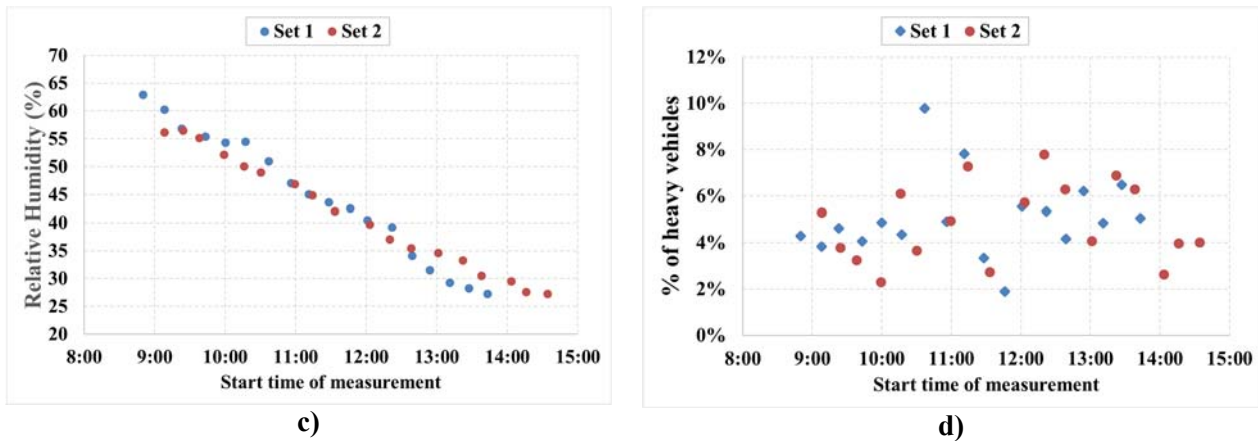 Set 1 Set 2
70
65
60
55
50
45
40
35
30
25
20
Relative Humidity (%)
8:00 9:00 10:00 11:00 12:00 13:00 14:00 15:00
Start time of measurement
c)
Set 1 Set 2
12%
10%
8%
6%
4%
2%
0%
% of heavy vehicles
8:00 9:00 10:00 11:00 12:00 13:00 14:00 15:00
Start time of measurement
d)